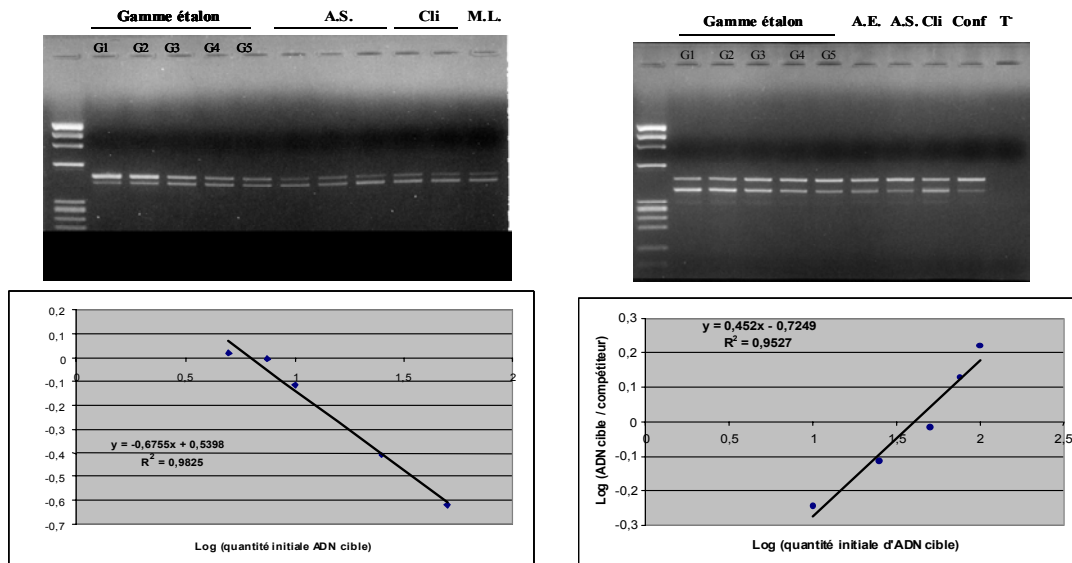 Gamme étalon A.S. Cli M.L.
G1 G2 G3 G4 G5
Gamme étalon A.E. A.S. Cli Conf T-
G1 G2 G3 G4 G5
0,2
0,1
0
-0,1
-0,2
-0,3
-0,4
-0,5
-0,6
-0,7
0 0,5 1 1,5 2
y = -0,6755x + 0,5398
R² = 0,9825
Log (quantité initiale ADN cible)
Log (ADN cible / compétiteur)
0,3
0,2
0,1
0
-0,1
-0,2
-0,3
0 0,5 1 1,5 2 2,5
y = 0,452x - 0,7249
R² = 0,9527
Log (quantité initiale d'ADN cible)